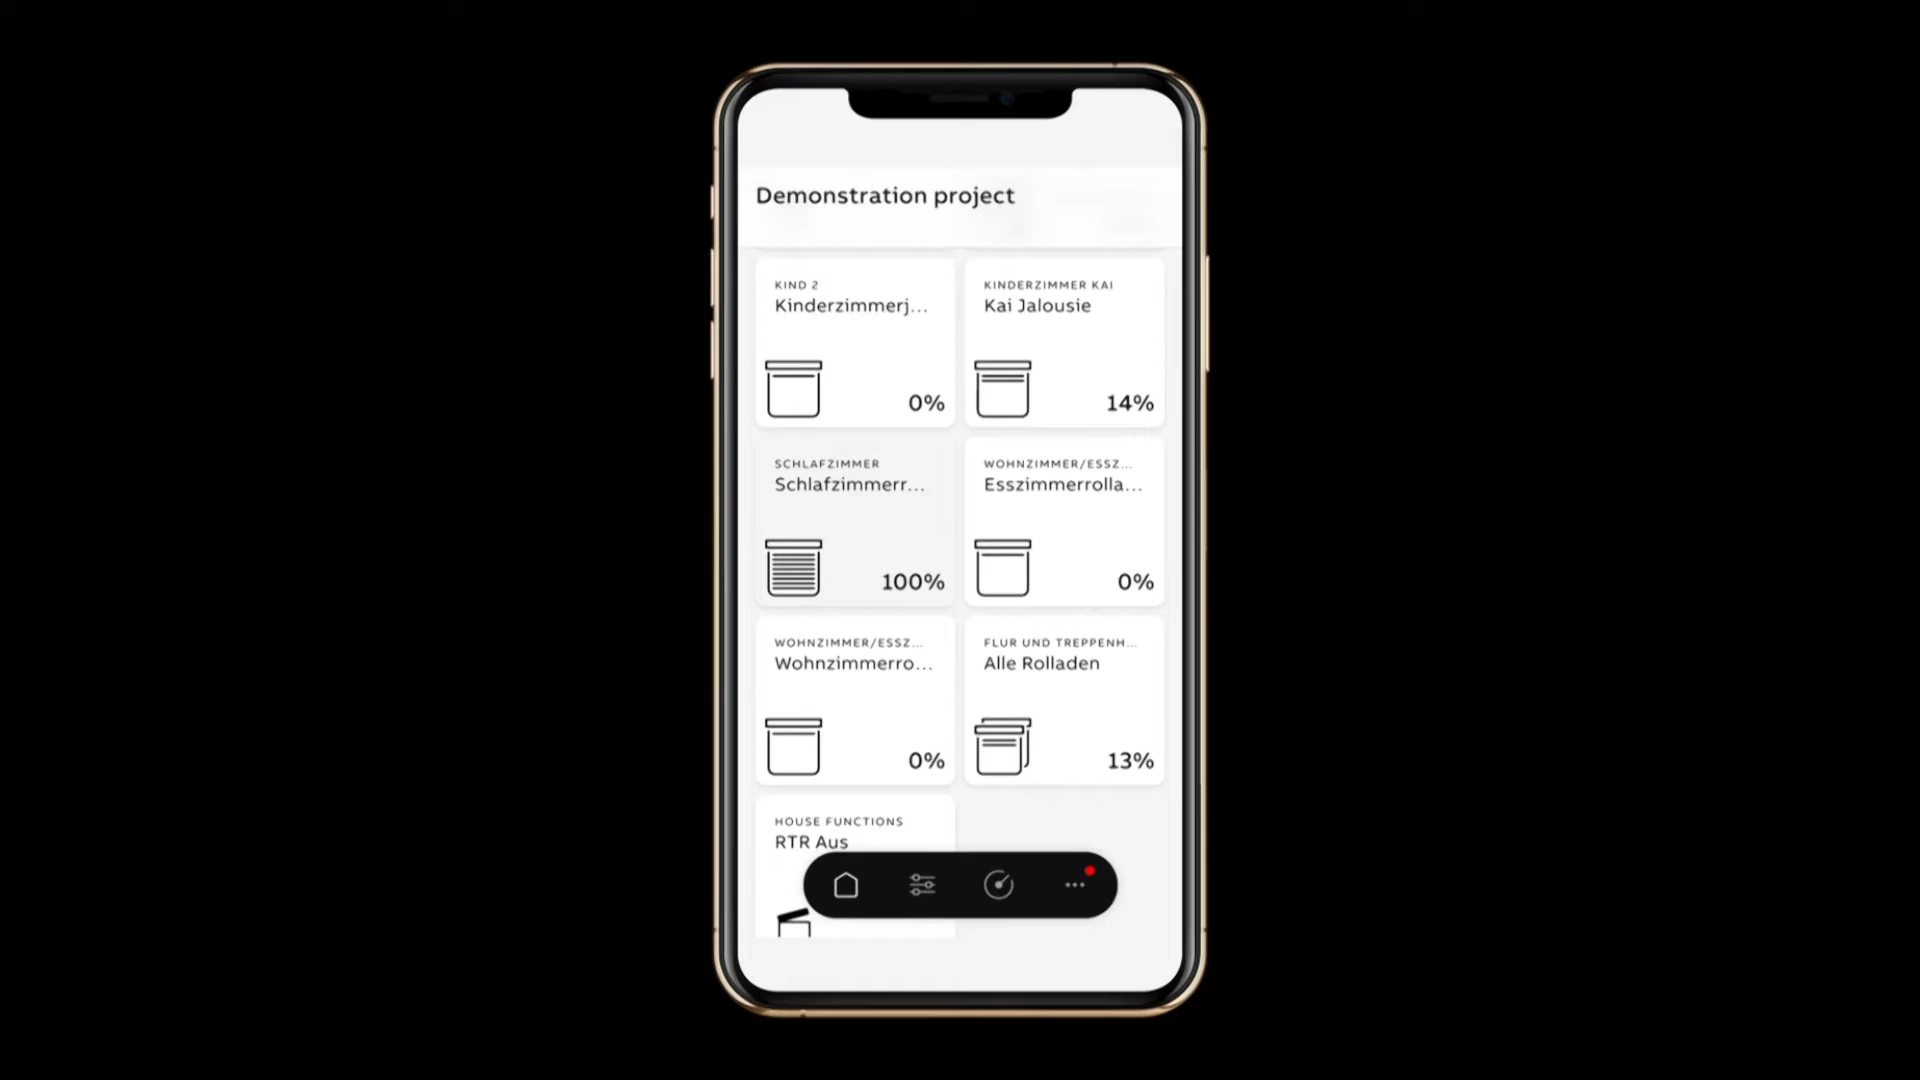 Demonstration project
KIND 2
Kinderzimmerj...
0%
KINDERZIMMER KAI
Kai Jalousie
14%
SCHLAFZIMMER
Schlafzimmerr...
100%
WOHNZIMMER/ESSZ...
Esszimmerrolla...
0%
WOHNZIMMER/ESSZ...
Wohnzimmerro...
0%
FLUR UND TREPPENH...
Alle Rolladen
13%
HOUSE FUNCTIONS
RTR Aus